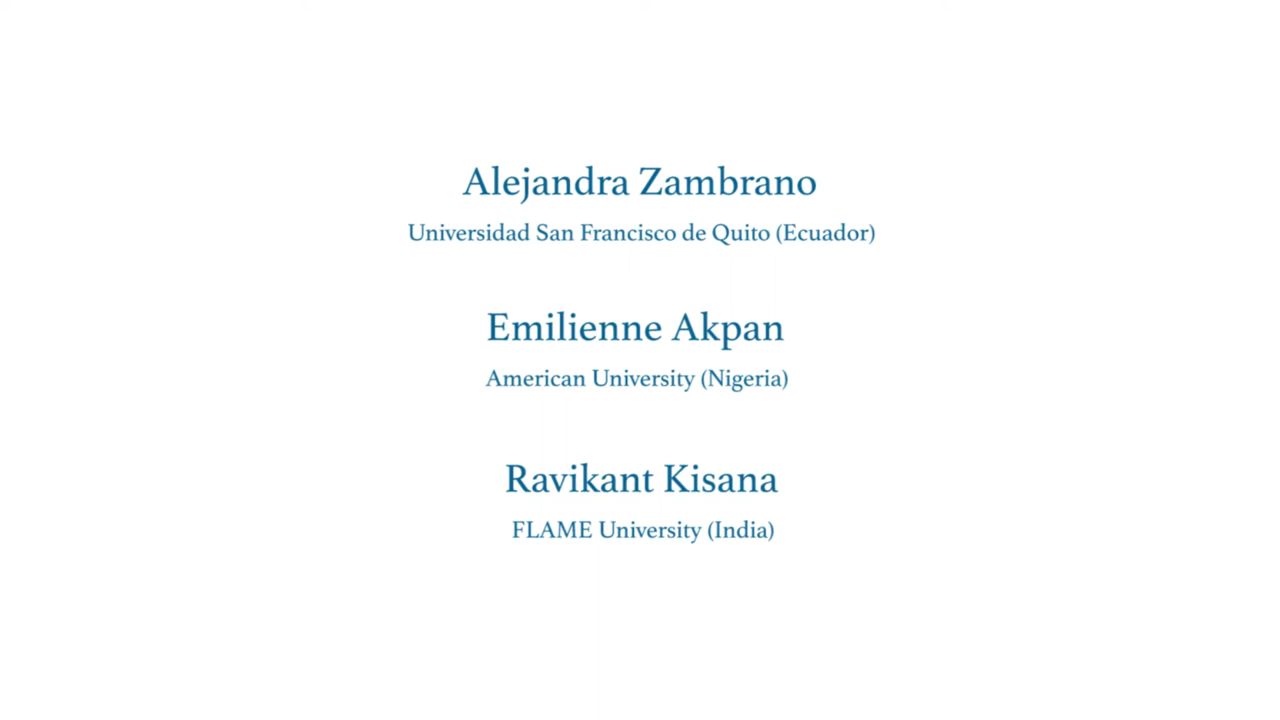 Alejandra Zambrano
Universidad San Francisco de Quito (Ecuador)
Emilienne Akpan
American University (Nigeria)
Ravikant Kisana
FLAME University (India)